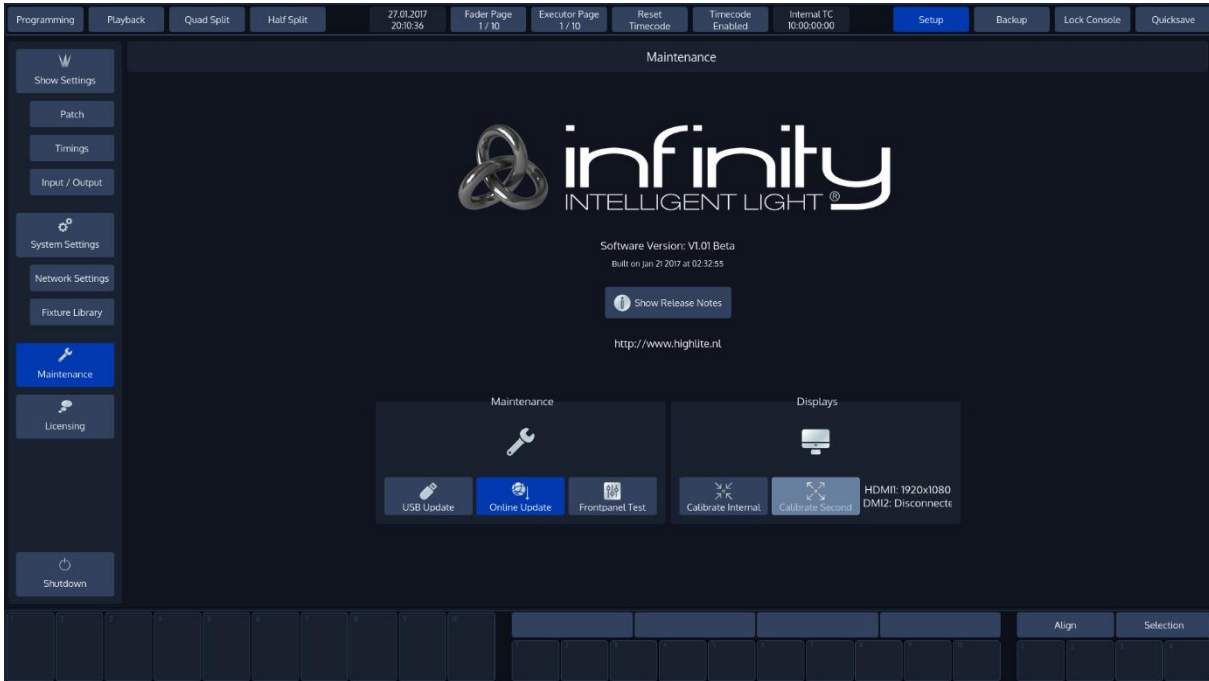 Programming
Playback
Quad Split
Half Split
27.01.2017
20:10:36
Fader Page
1 / 10
Executor Page
1 / 10
Reset
Timecode
Timecode
Enabled
Internal TC
10:00:00:00
Setup
Backup
Lock Console
Quicksave
Show Settings
Patch
Timings
Input / Output
System Settings
Network Settings
Fixture Library
Maintenance
Licensing
Shutdown
Maintenance
infinity
INTELLIGENT LIGHT ®
Software Version: V1.01 Beta
Built on Jan 21 2017 at 02:32:55
Show Release Notes
http://www.highlite.nl
Maintenance
USB Update
Online Update
Frontpanel Test
Displays
Calibrate Internal
Calibrate Second
HDMI1: 1920x1080
DMI2: Disconnecte
Align
Selection